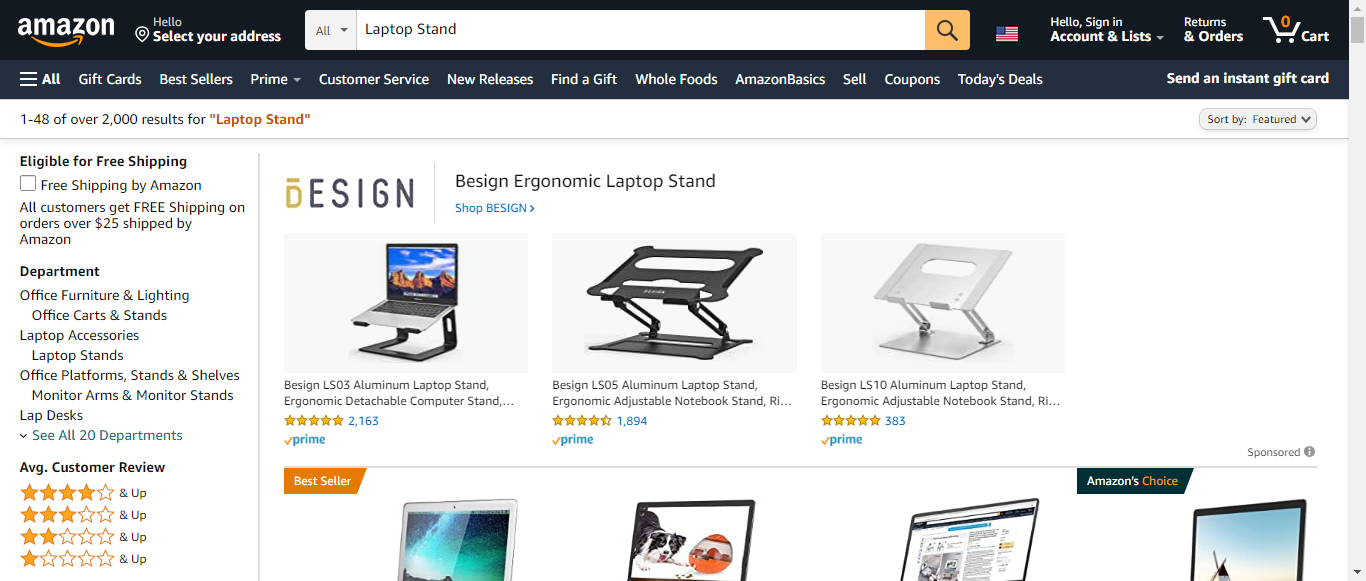 amazon
Hello
Select your address
All
Laptop Stand
Hello, Sign in
Account & Lists
Returns
& Orders
0
Cart
All
Gift Cards
Best Sellers
Prime
Customer Service
New Releases
Find a Gift
Whole Foods
AmazonBasics
Sell
Coupons
Today's Deals
Send an instant gift card
1-48 of over 2,000 results for "Laptop Stand"
Sort by: Featured
Eligible for Free Shipping
Free Shipping by Amazon
All customers get FREE Shipping on
orders over $25 shipped by
Amazon
Department
Office Furniture & Lighting
Office Carts & Stands
Laptop Accessories
Laptop Stands
Office Platforms, Stands & Shelves
Monitor Arms & Monitor Stands
Lap Desks
See All 20 Departments
Avg. Customer Review
& Up
& Up
& Up
& Up
BESIGN
Besign Ergonomic Laptop Stand
Shop BESIGN
BESIGN
Besign LS03 Aluminum Laptop Stand,
Ergonomic Detachable Computer Stand,...
2,163
prime
Besign LS05 Aluminum Laptop Stand,
Ergonomic Adjustable Notebook Stand, Ri...
1,894
prime
Besign LS10 Aluminum Laptop Stand,
Ergonomic Adjustable Notebook Stand, Ri...
383
prime
Sponsored
Best Seller
Amazon's Choice